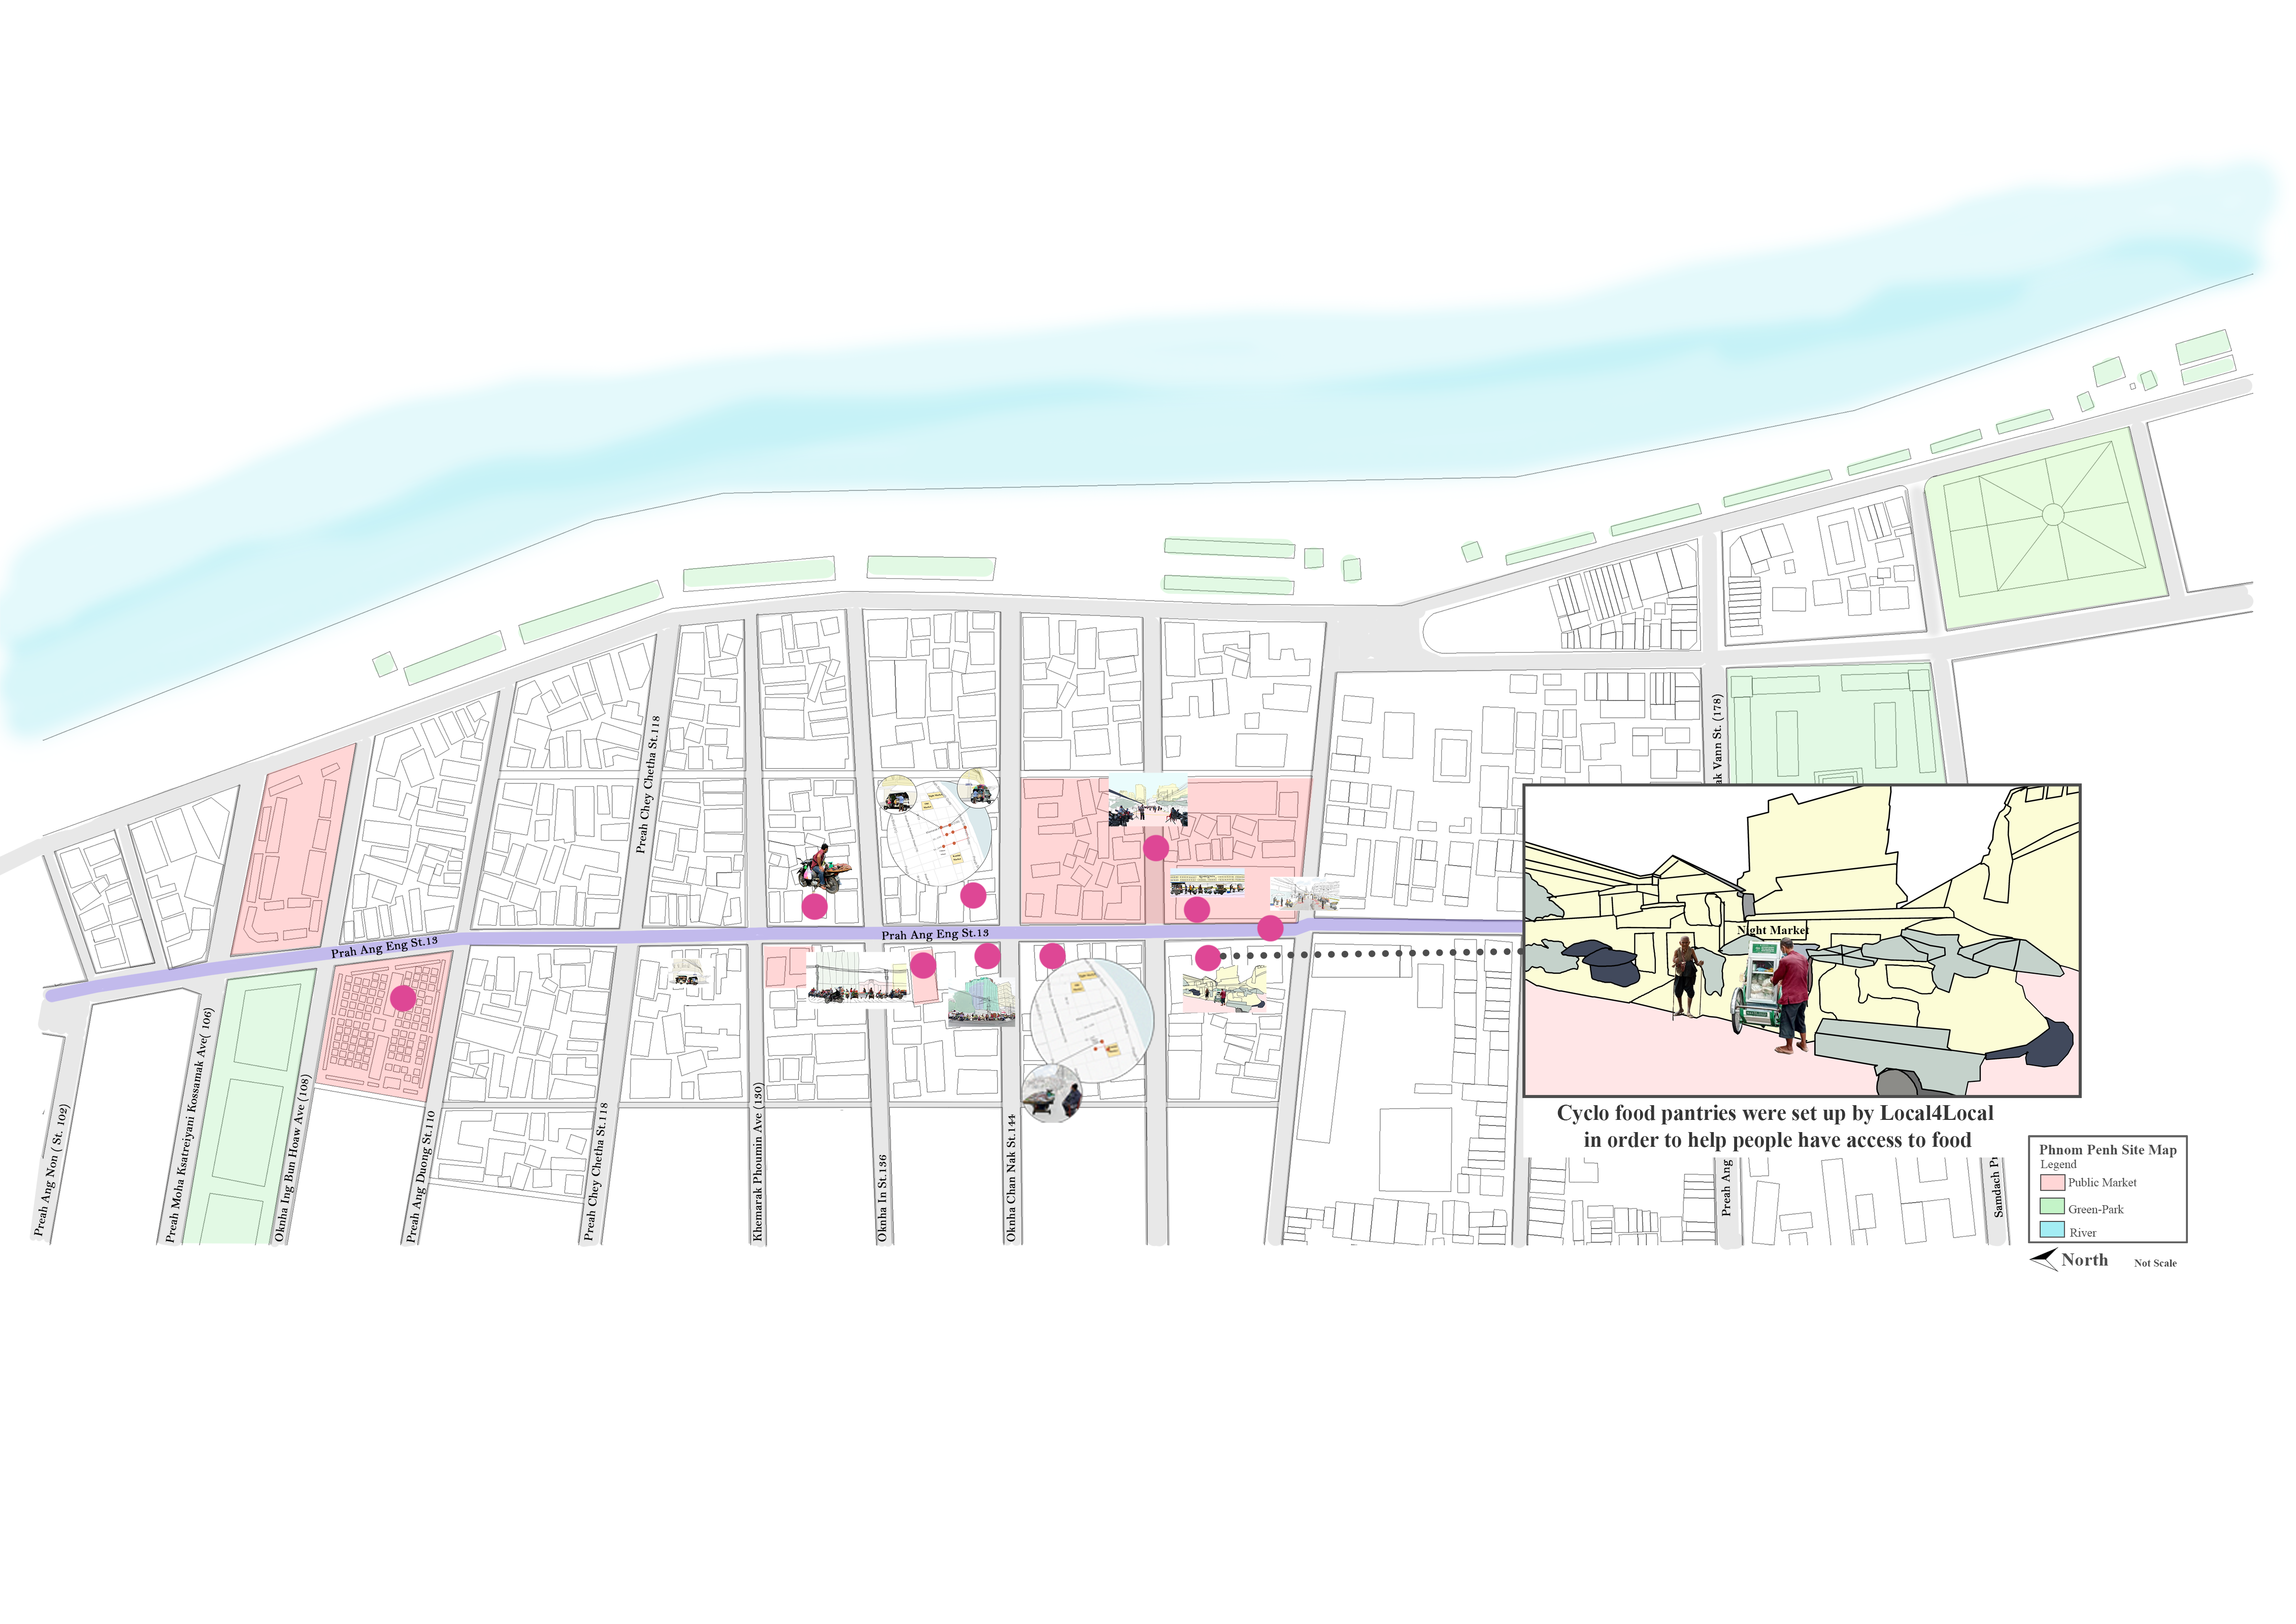 Preah Chey Chetha St.118
ak Vann St. (178)
Prah Ang Eng St.13
Prah Ang Eng St.13
Night Market
Preah Ang Non ( St. 102)
Preah Moha Ksatreiyani Kossamak Ave( 106)
Oknha Ing Bun Hoaw Ave (108)
Preah Ang Duong St.110
Preah Chey Chetha St.118
Khemarak Phoumin Ave (130)
Oknha In St.136
Oknha Chan Nak St.144
Preah Ang
Samdach P
Cyclo food pantries were set up by Local4Local
in order to help people have access to food
Phnom Penh Site Map
Legend
Public Market
Green-Park
River
North
Not Scale